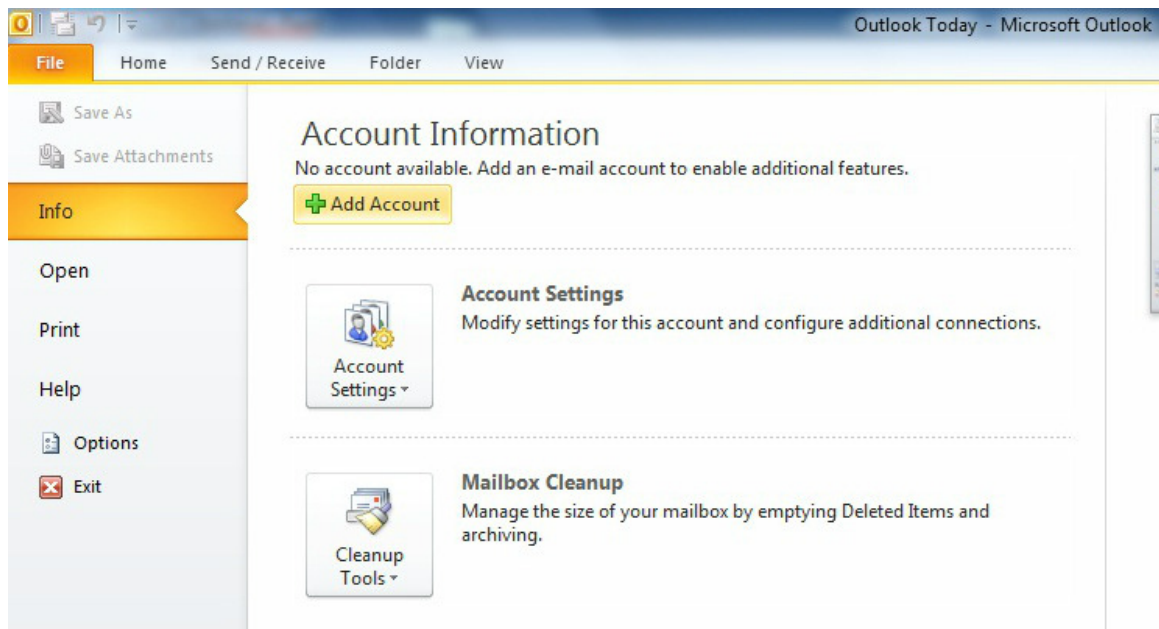 Outlook Today - Microsoft Outlook
File Home Send / Receive Folder View
Save As
Save Attachments
Info
Open
Print
Help
Options
Exit
Account Information
No account available. Add an e-mail account to enable additional features.
Add Account
Account Settings
Modify settings for this account and configure additional connections.
Account
Settings
Mailbox Cleanup
Manage the size of your mailbox by emptying Deleted Items and
archiving.
Cleanup
Tools